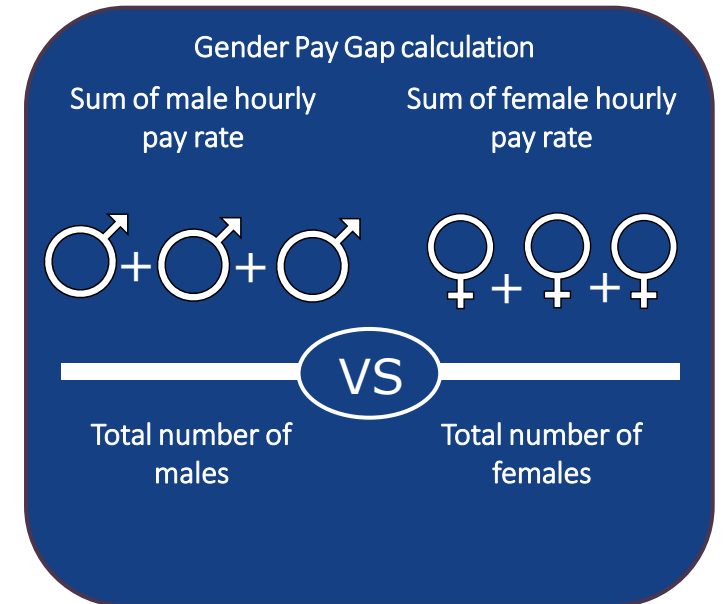 Gender Pay Gap calculation
Sum of male hourly
pay rate
Sum of female hourly
pay rate
+ +
+ +
VS
Total number of
males
Total number of
females